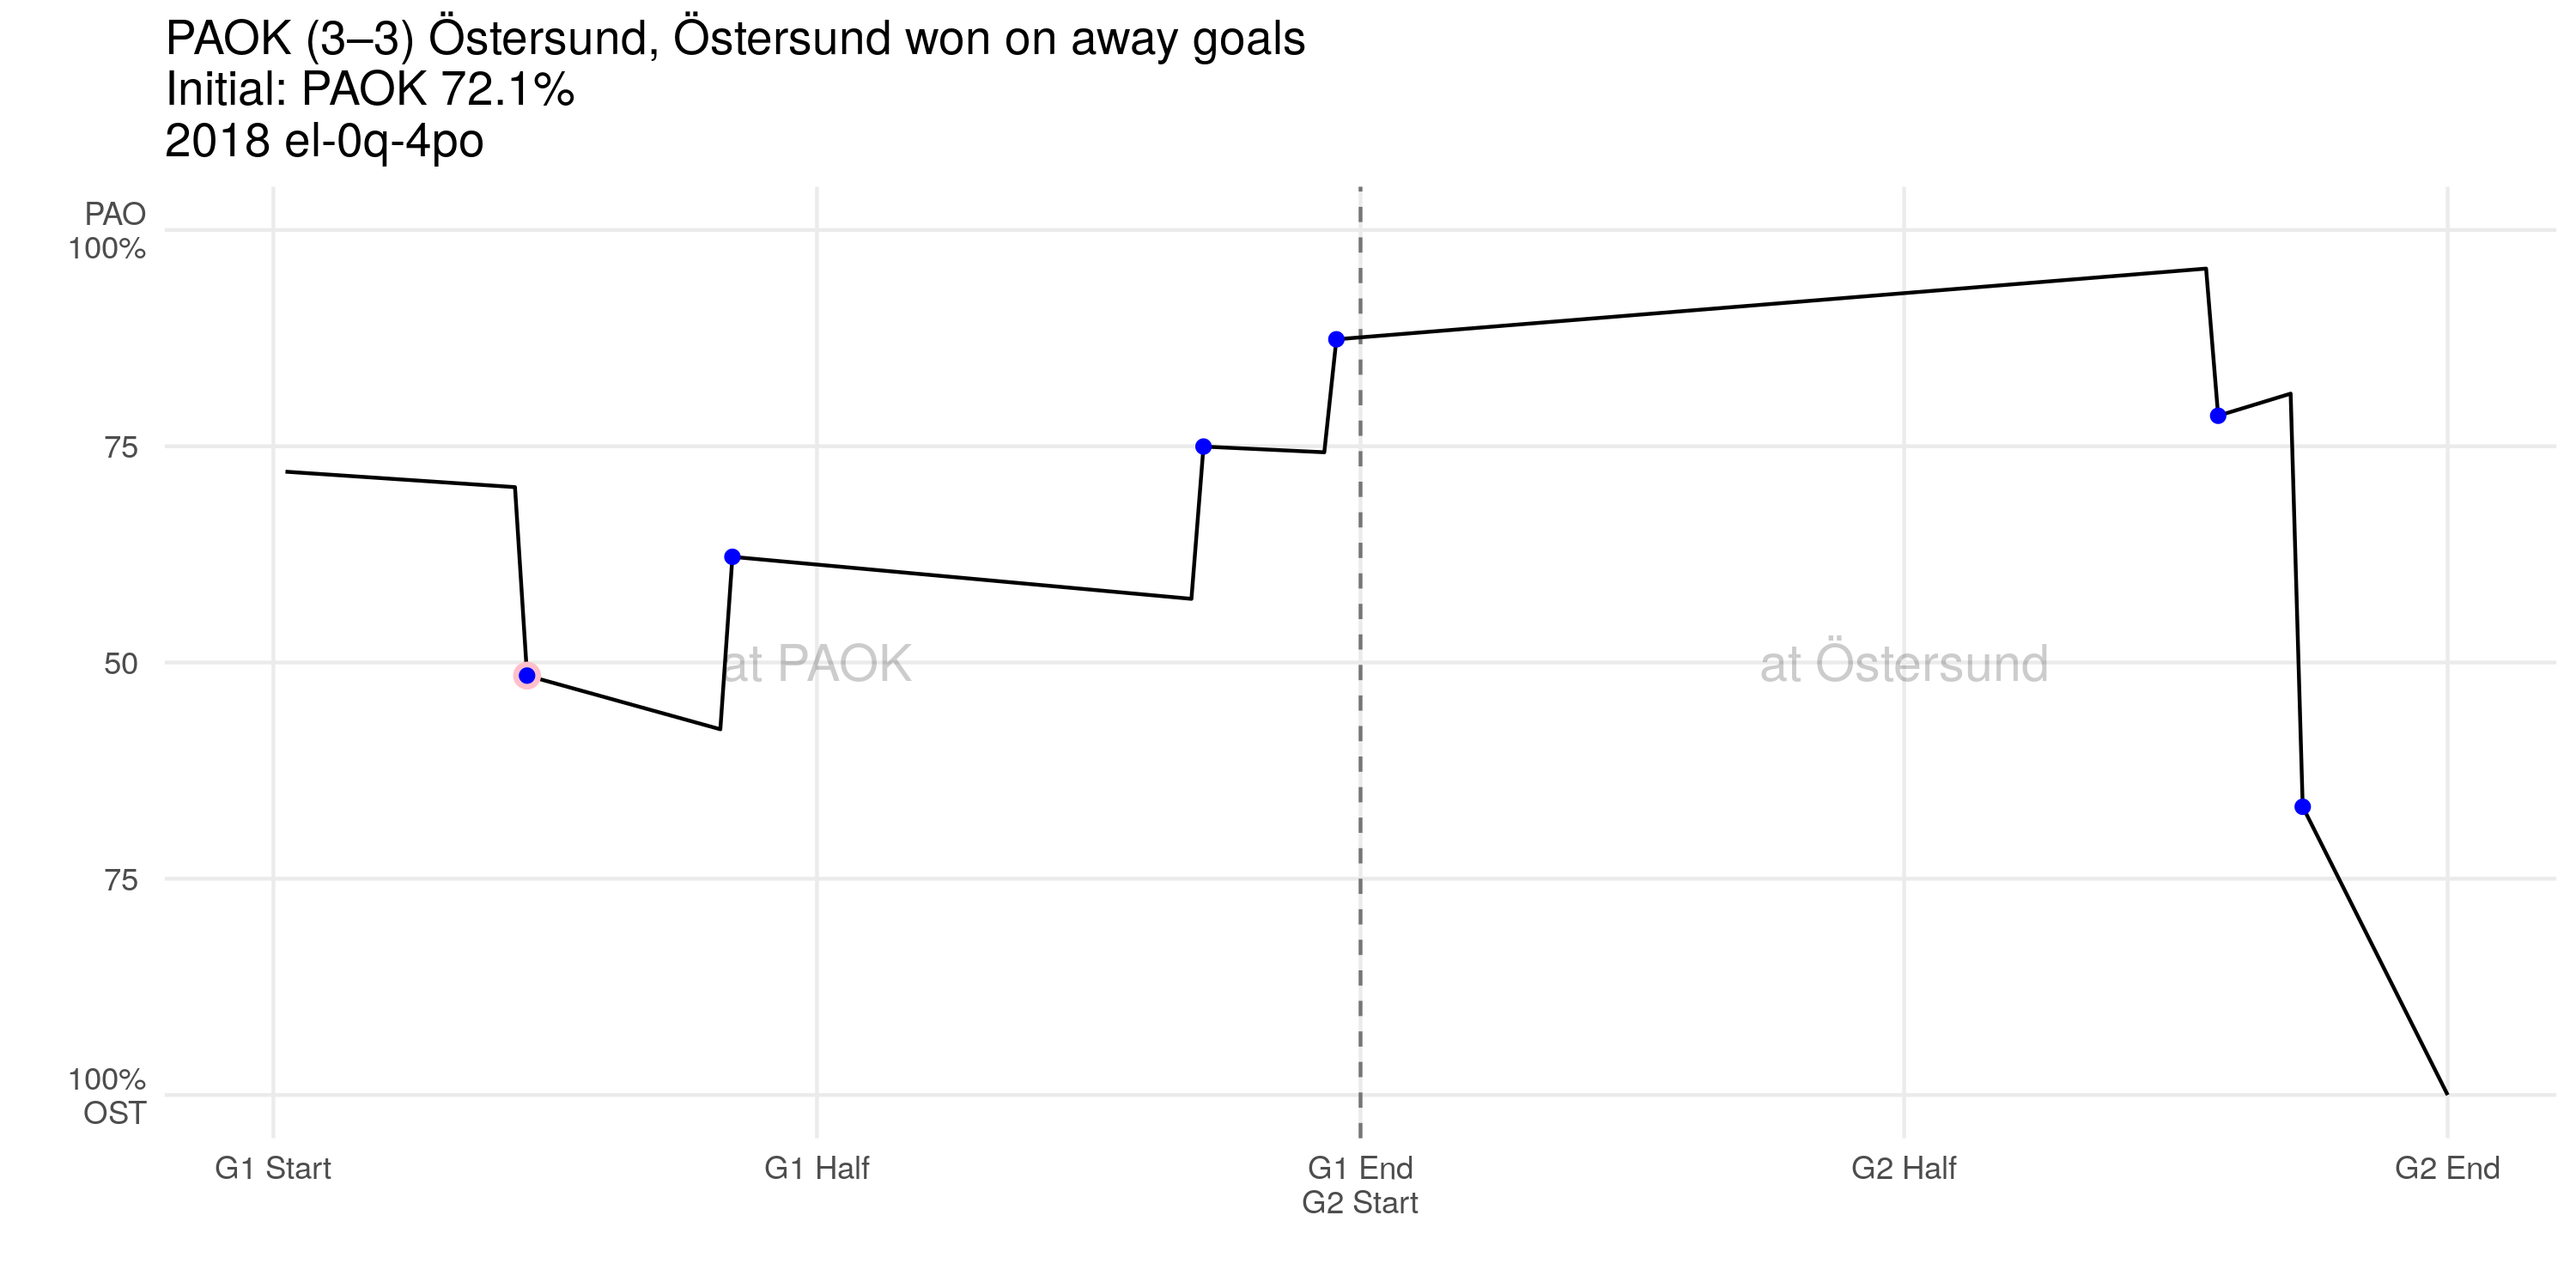 PAOK (3–3) Östersund, Östersund won on away goals
Initial: PAOK 72.1%
2018 el-0q-4po
PAO
100%
75
50
75
100%
OST
at PAOK
at Östersund
G1 Start
G1 Half
G1 End
G2 Start
G2 Half
G2 End